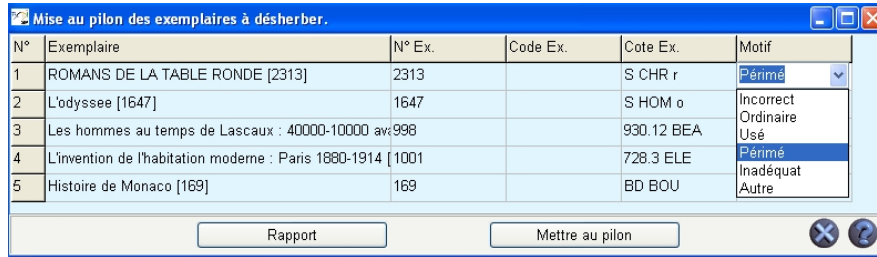 Mise au pilon des exemplaires à désherber.
N° Exemplaire N° Ex. Code Ex. Cote Ex. Motif
1 ROMANS DE LA TABLE RONDE [2313] 2313 S CHR r Périmé
2 L'odyssee [1647] 1647 S HOM o
3 Les hommes au temps de Lascaux : 40000-10000 ava 998 930.12 BEA
4 L'invention de l'habitation moderne : Paris 1880-1914 [ 1001 728.3 ELE
5 Histoire de Monaco [169] 169 BD BOU
Incorrect
Ordinaire
Usé
Périmé
Inadéquat
Autre
Rapport Mettre au pilon